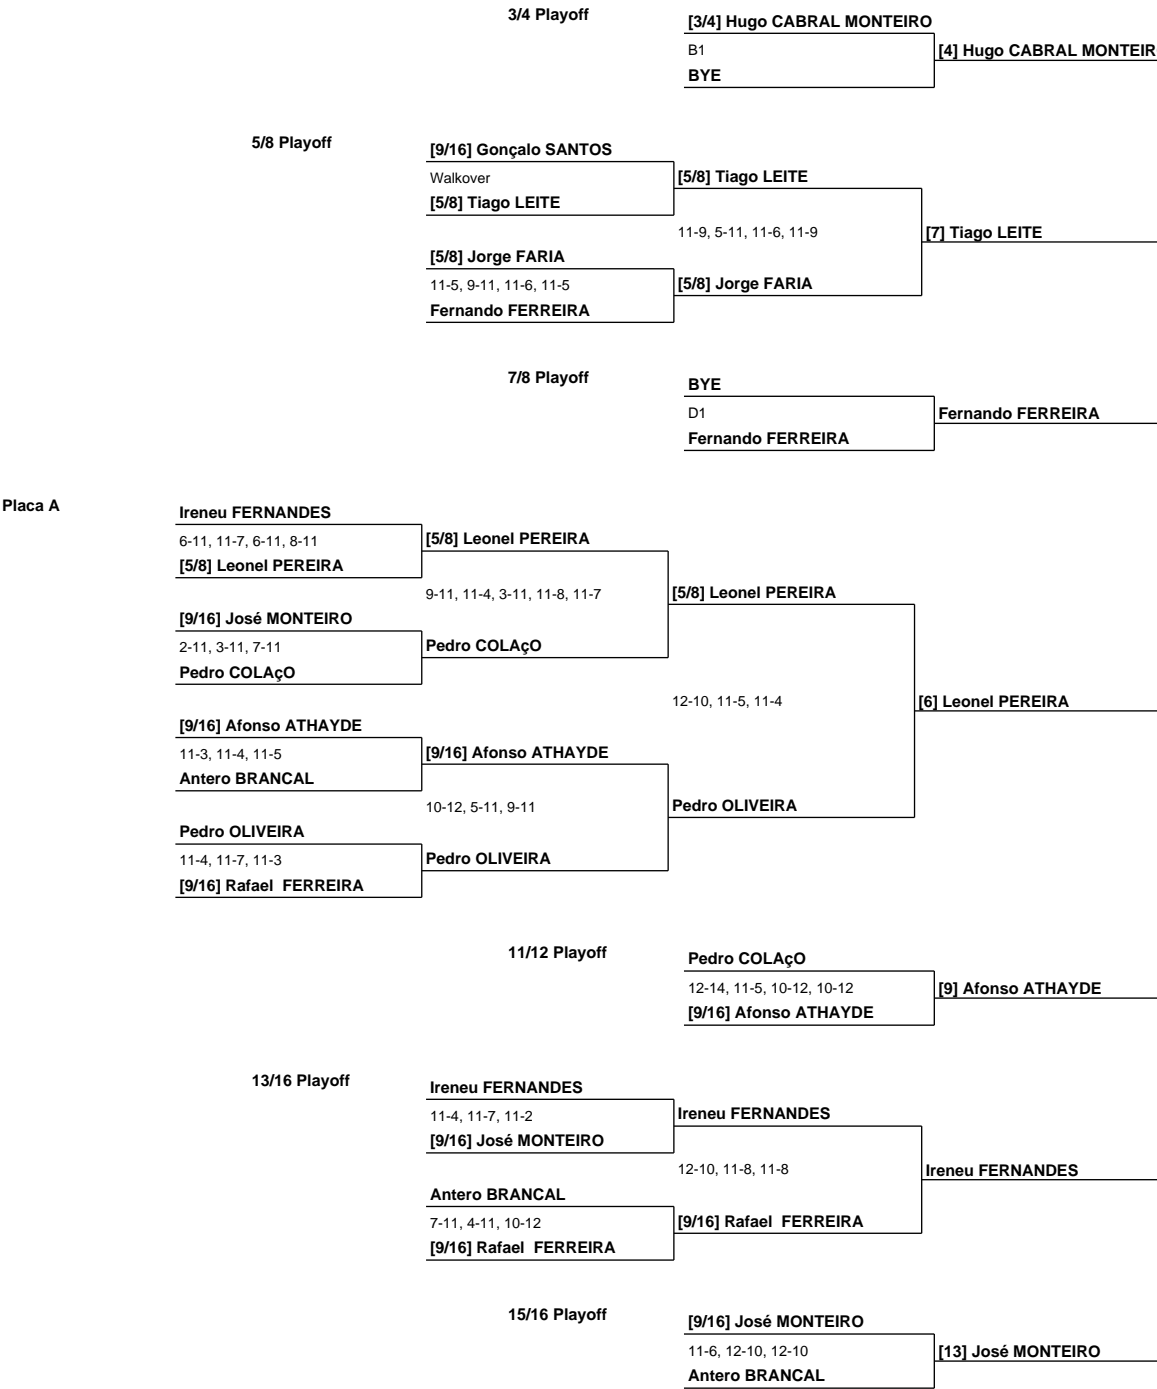 3/4 Playoff
[3/4] Hugo CABRAL MONTEIRO
B1
[4] Hugo CABRAL MONTEIR
BYE
5/8 Playoff
[9/16] Gonçalo SANTOS
Walkover
[5/8] Tiago LEITE
[5/8] Tiago LEITE
11-9, 5-11, 11-6, 11-9
[7] Tiago LEITE
[5/8] Jorge FARIA
11-5, 9-11, 11-6, 11-5
[5/8] Jorge FARIA
Fernando FERREIRA
7/8 Playoff
BYE
D1
Fernando FERREIRA
Fernando FERREIRA
Placa A
Ireneu FERNANDES
6-11, 11-7, 6-11, 8-11
[5/8] Leonel PEREIRA
[5/8] Leonel PEREIRA
9-11, 11-4, 3-11, 11-8, 11-7
[5/8] Leonel PEREIRA
[9/16] José MONTEIRO
2-11, 3-11, 7-11
Pedro COLAçO
Pedro COLAçO
12-10, 11-5, 11-4
[6] Leonel PEREIRA
[9/16] Afonso ATHAYDE
11-3, 11-4, 11-5
[9/16] Afonso ATHAYDE
Antero BRANCAL
10-12, 5-11, 9-11
Pedro OLIVEIRA
Pedro OLIVEIRA
11-4, 11-7, 11-3
Pedro OLIVEIRA
[9/16] Rafael  FERREIRA
11/12 Playoff
Pedro COLAçO
12-14, 11-5, 10-12, 10-12
[9] Afonso ATHAYDE
[9/16] Afonso ATHAYDE
13/16 Playoff
Ireneu FERNANDES
11-4, 11-7, 11-2
Ireneu FERNANDES
[9/16] José MONTEIRO
12-10, 11-8, 11-8
Ireneu FERNANDES
Antero BRANCAL
7-11, 4-11, 10-12
[9/16] Rafael  FERREIRA
[9/16] Rafael  FERREIRA
15/16 Playoff
[9/16] José MONTEIRO
11-6, 12-10, 12-10
[13] José MONTEIRO
Antero BRANCAL